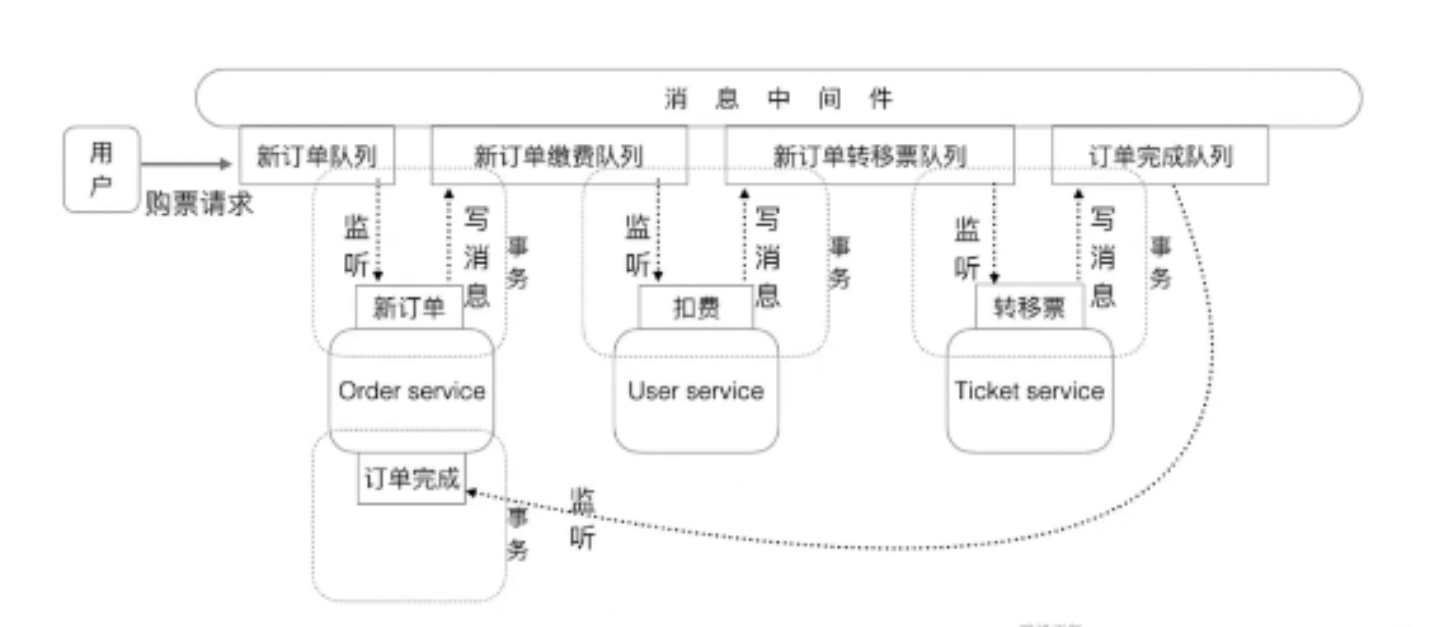 消息中间件
用户
购票请求
新订单队列
新订单缴费队列
新订单转移票队列
订单完成队列
监听
写消息
事务
监听
写消息
事务
监听
写消息
事务
新订单
扣费
转移票
Order service
User service
Ticket service
订单完成
事务
监听